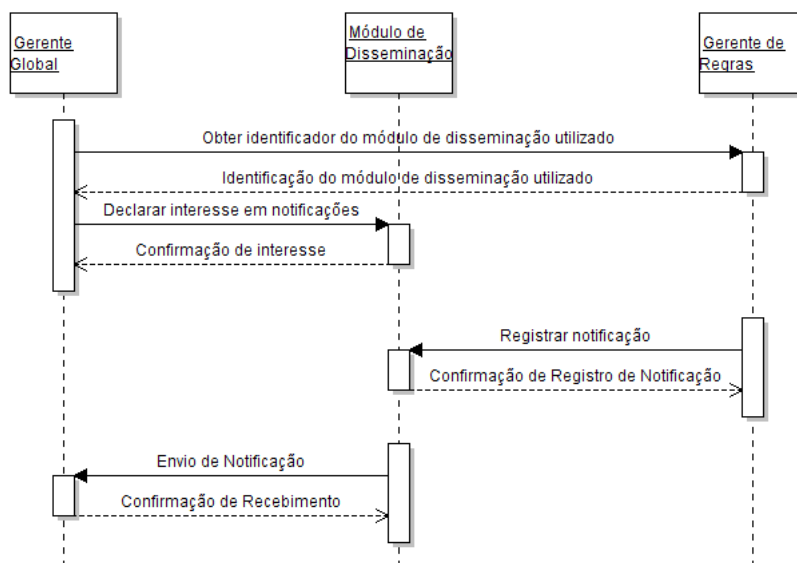 Gerente
Global
Módulo de
Disseminação
Gerente de
Regras
Obter identificador do módulo de disseminação utilizado
Identificação do módulo de disseminação utilizado
Declarar interesse em notificações
Confirmação de interesse
Registrar notificação
Confirmação de Registro de Notificação
Envio de Notificação
Confirmação de Recebimento